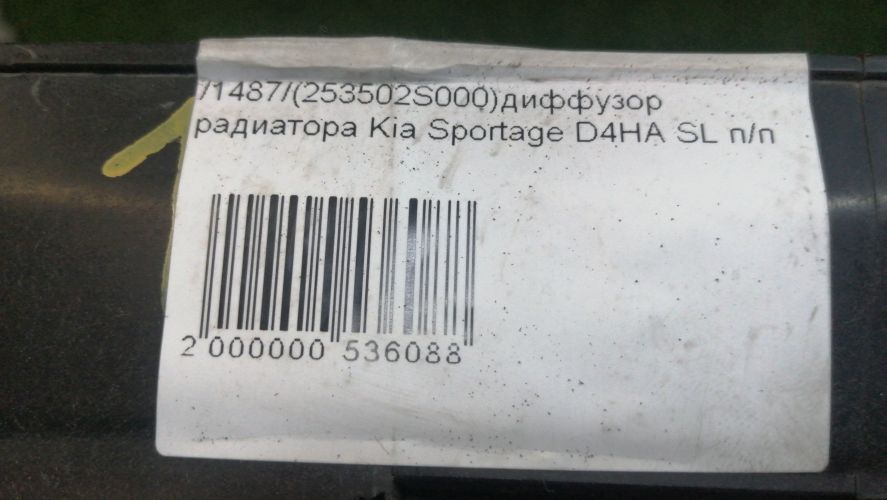 /1487/(253502S000)диффузор
радиатора Kia Sportage D4HA SL п/п
2 000000 536088